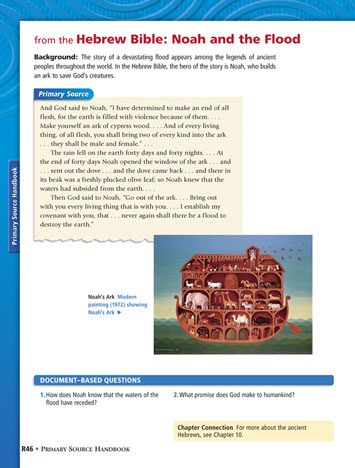 from the Hebrew Bible: Noah and the Flood
Background: The story of a devastating flood appears among the legends of ancient
peoples throughout the world. In the Hebrew Bible, the hero of the story is Noah, who builds
an ark to save God's creatures.
Primary Source
And God said to Noah, "I have determined to make an end of all
flesh, for the earth is filled with violence because of them. . . .
Make yourself an ark of cypress wood. . . . And of every living
thing, of all flesh, you shall bring two of every kind into the ark
. . . they shall be male and female." . . .
The rain fell on the earth forty days and forty nights. . . . At
the end of forty days Noah opened the window of the ark . . . and
. . . sent out the dove . . . and the dove came back . . . and there in
its beak was a freshly plucked olive leaf; so Noah knew that the
waters had subsided from the earth. . . .
Then God said to Noah, "Go out of the ark. . . . Bring out
with you every living thing that is with you. . . . I establish my
covenant with you, that . . . never again shall there be a flood to
destroy the earth."
Primary Source Handbook
Noah's Ark Modern
painting (1972) showing
Noah's Ark ►
DOCUMENT–BASED QUESTIONS
1. How does Noah know that the waters of the
flood have receded?
2. What promise does God make to humankind?
Chapter Connection For more about the ancient
Hebrews, see Chapter 10.
R46 • PRIMARY SOURCE HANDBOOK